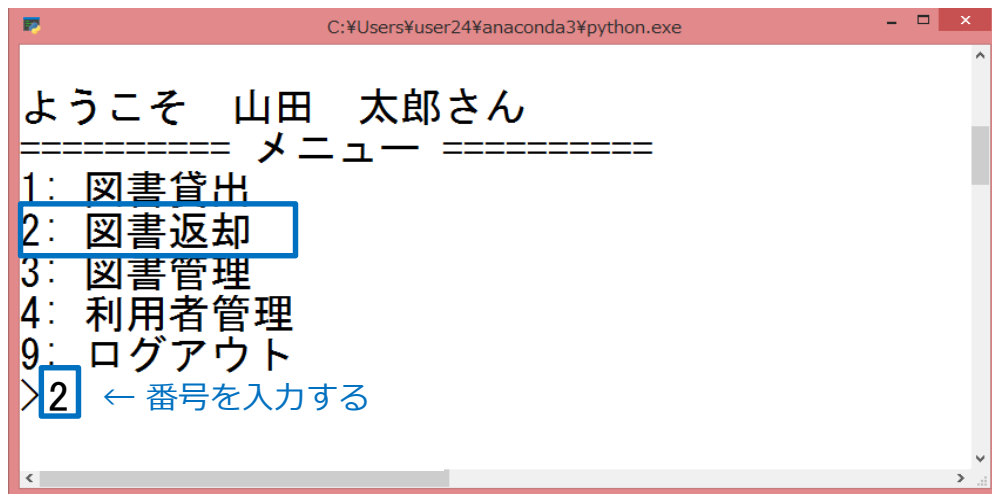 C:¥Users¥user24¥anaconda3¥python.exe
ようこそ　山田　太郎さん
========== メニュー ==========
1: 図書貸出
2: 図書返却
3: 図書管理
4: 利用者管理
9: ログアウト
>2 ← 番号を入力する